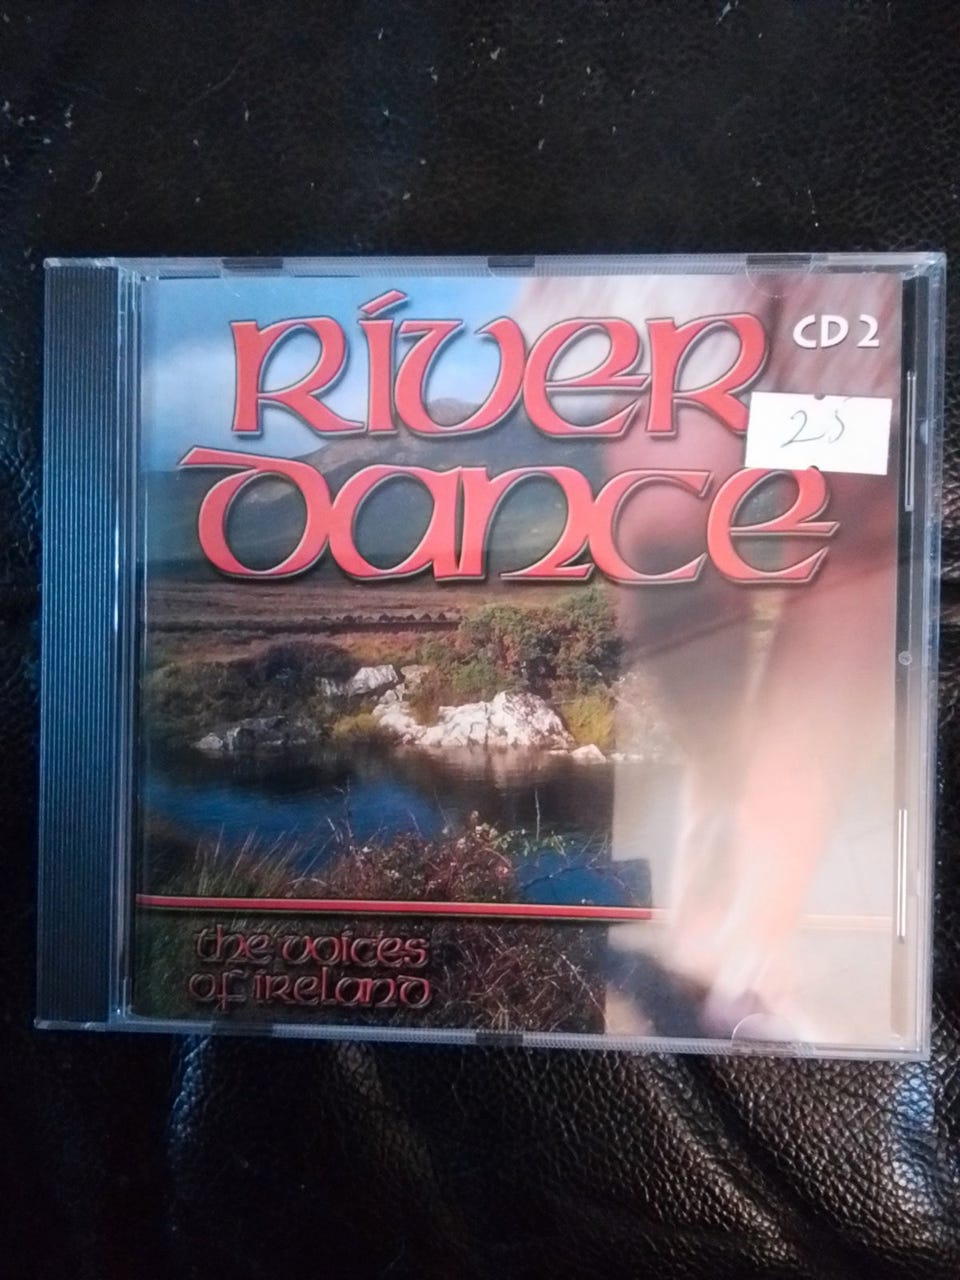 RÍVER
CD 2
25
DANCE
the voices
of ireland